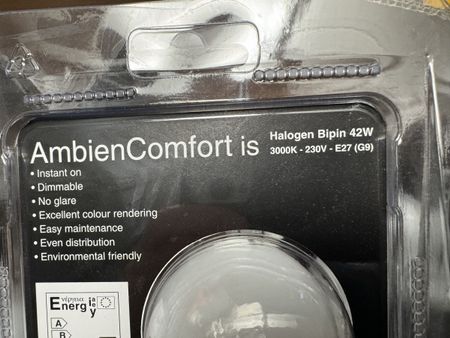 AmbienComfort is
Halogen Bipin 42W
3000K - 230V - E27 (G9)
• Instant on
• Dimmable
• No glare
• Excellent colour rendering
• Easy maintenance
• Even distribution
• Environmental friendly
Energ
y
A
B